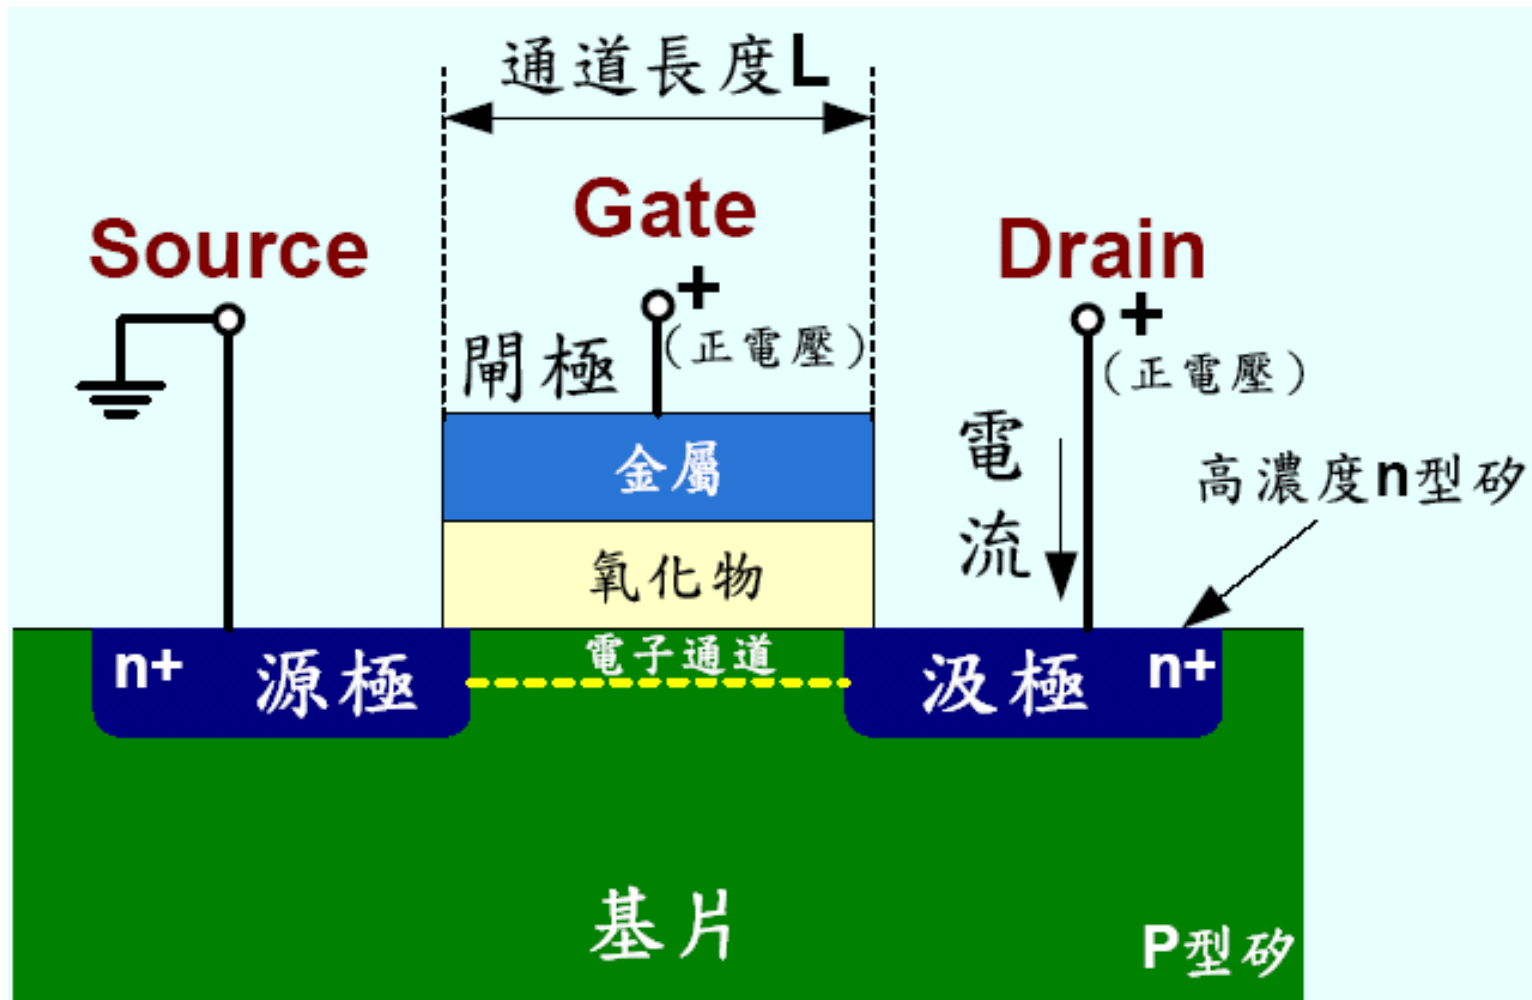 通道長度L
Gate
Source
Drain
+
+
閘極
(正電壓)
(正電壓)
電流
金屬
高濃度n型矽
氧化物
電子通道
n+
源極
汲極
n+
基片
P型矽